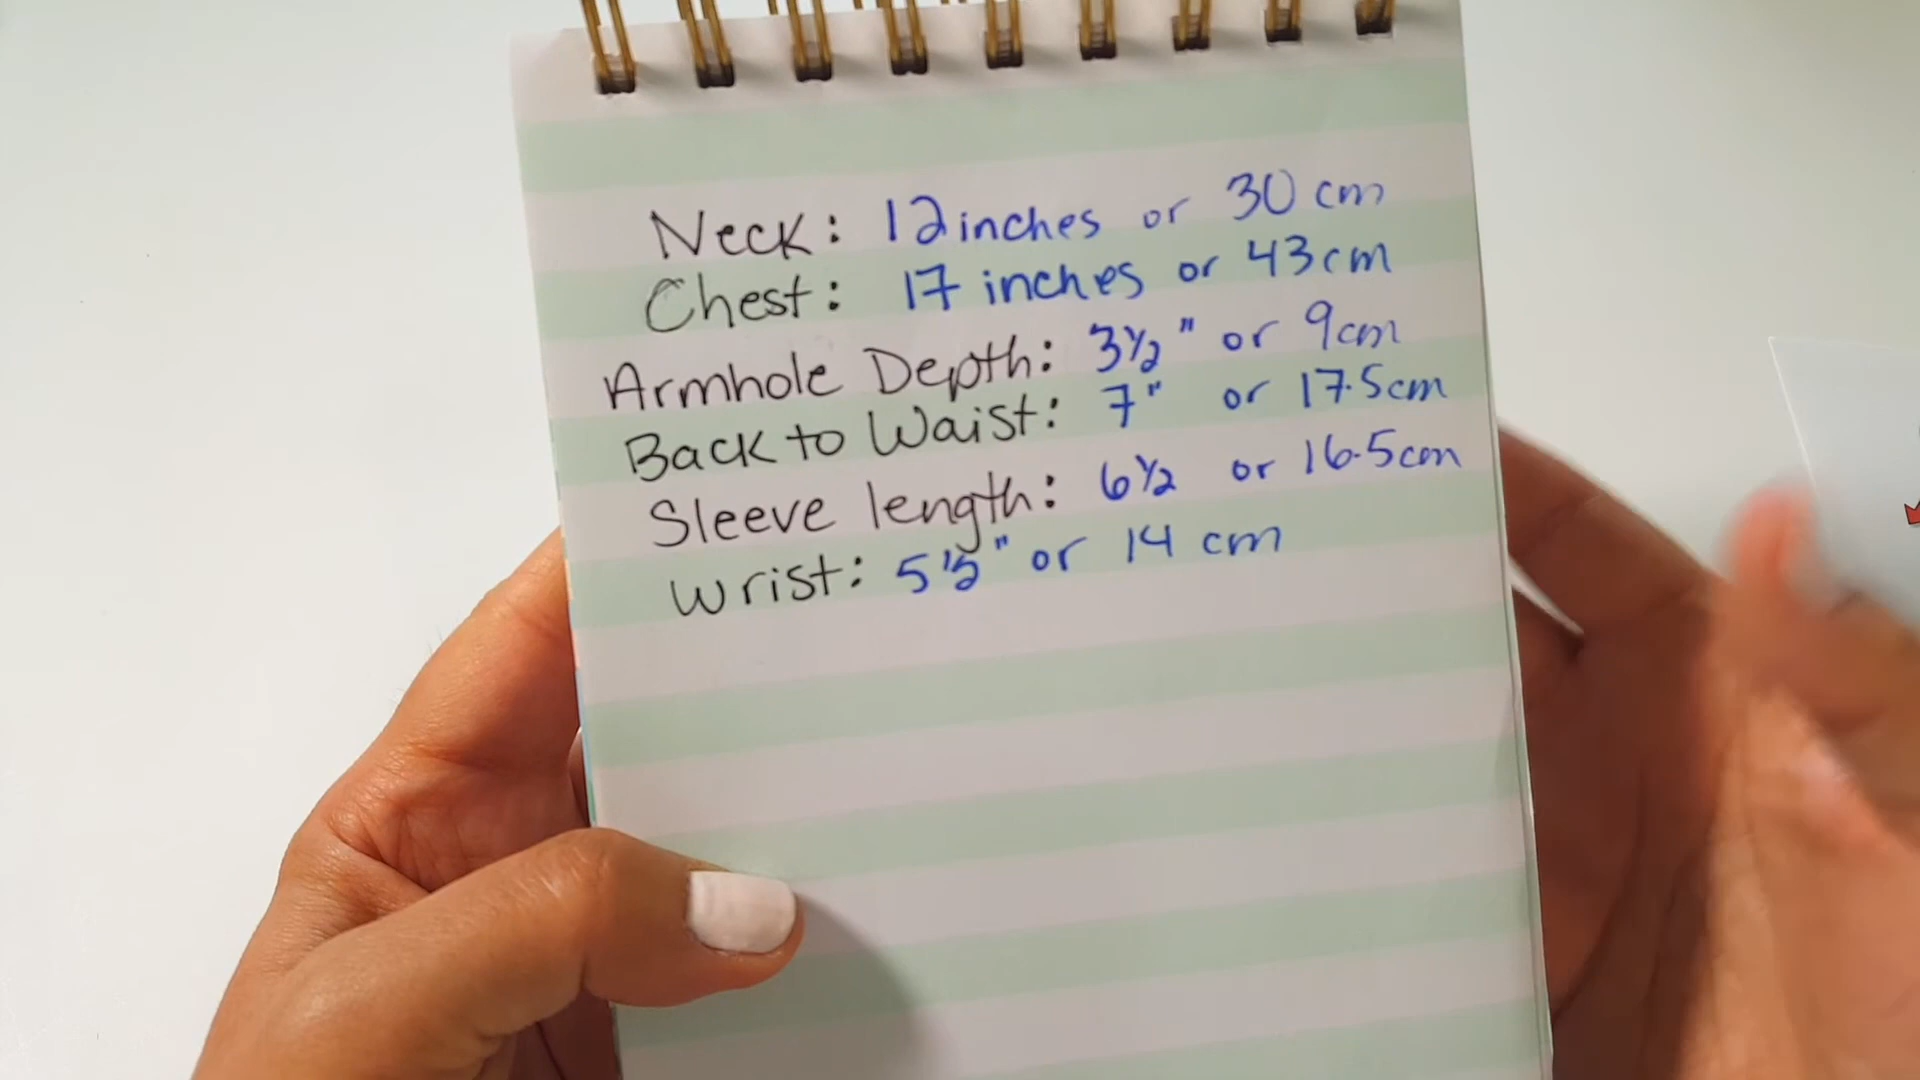 Neck: 12 inches or 30 cm
Chest: 17 inches or 43cm
Armhole Depth: 3½" or 9cm
Back to Waist: 7" or 17.5cm
Sleeve length: 6½ or 16.5cm
Wrist: 5½" or 14 cm